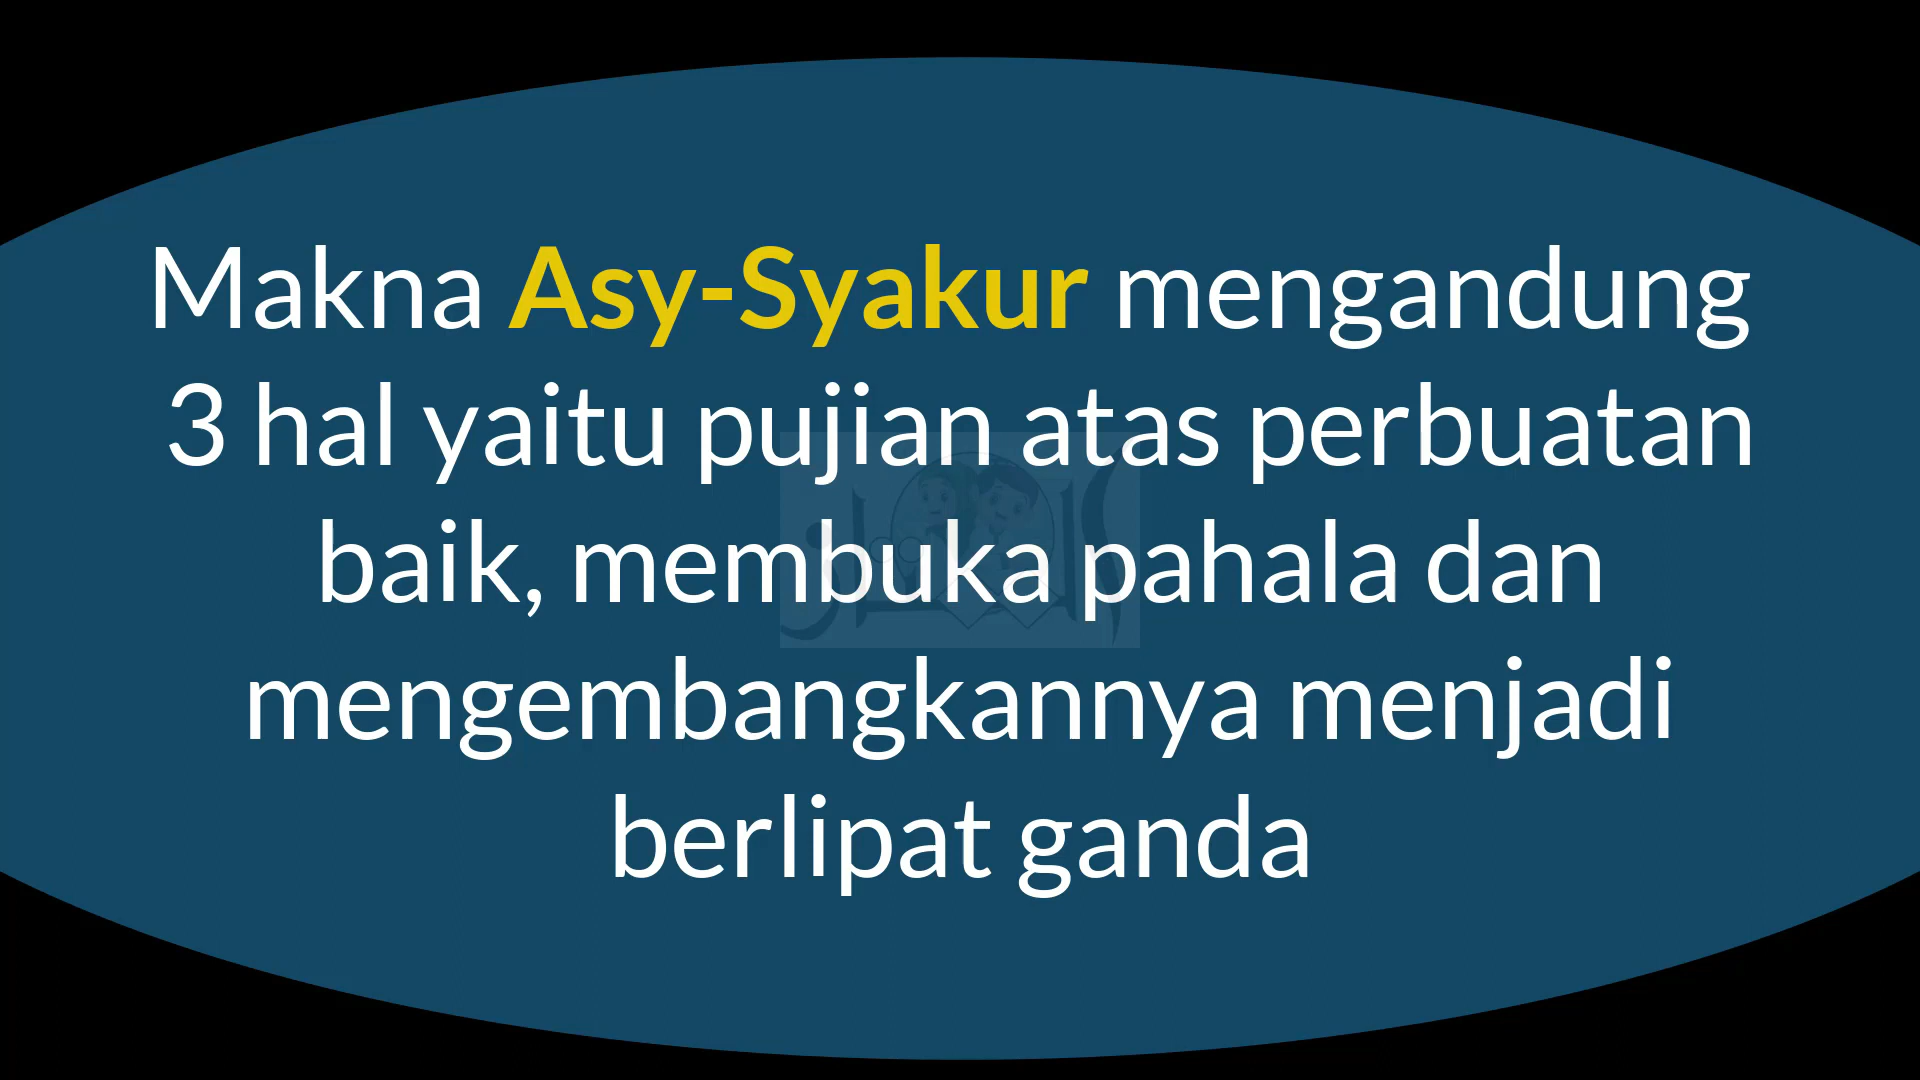 Makna Asy-Syakur mengandung
3 hal yaitu pujian atas perbuatan
baik, membuka pahala dan
mengembangkannya menjadi
berlipat ganda